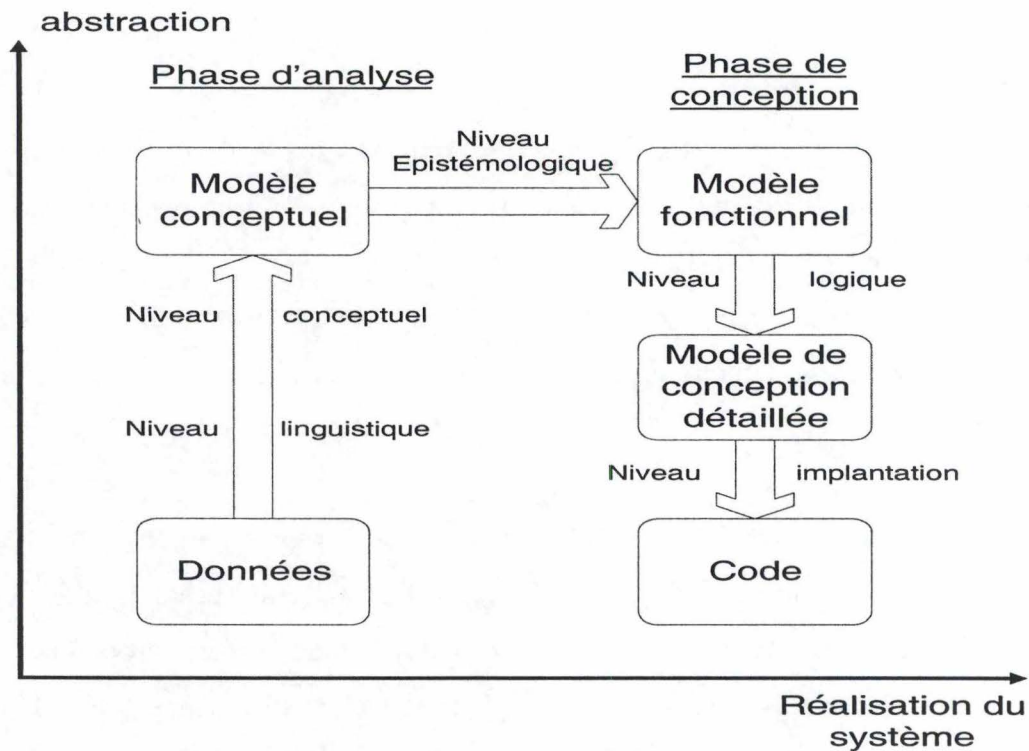 abstraction
Phase d'analyse
Phase de
conception
Niveau
Epistémologique
Modèle
conceptuel
Modèle
fonctionnel
Niveau conceptuel
Niveau logique
Modèle de
conception
détaillée
Niveau linguistique
Niveau implantation
Données
Code
Réalisation du
système